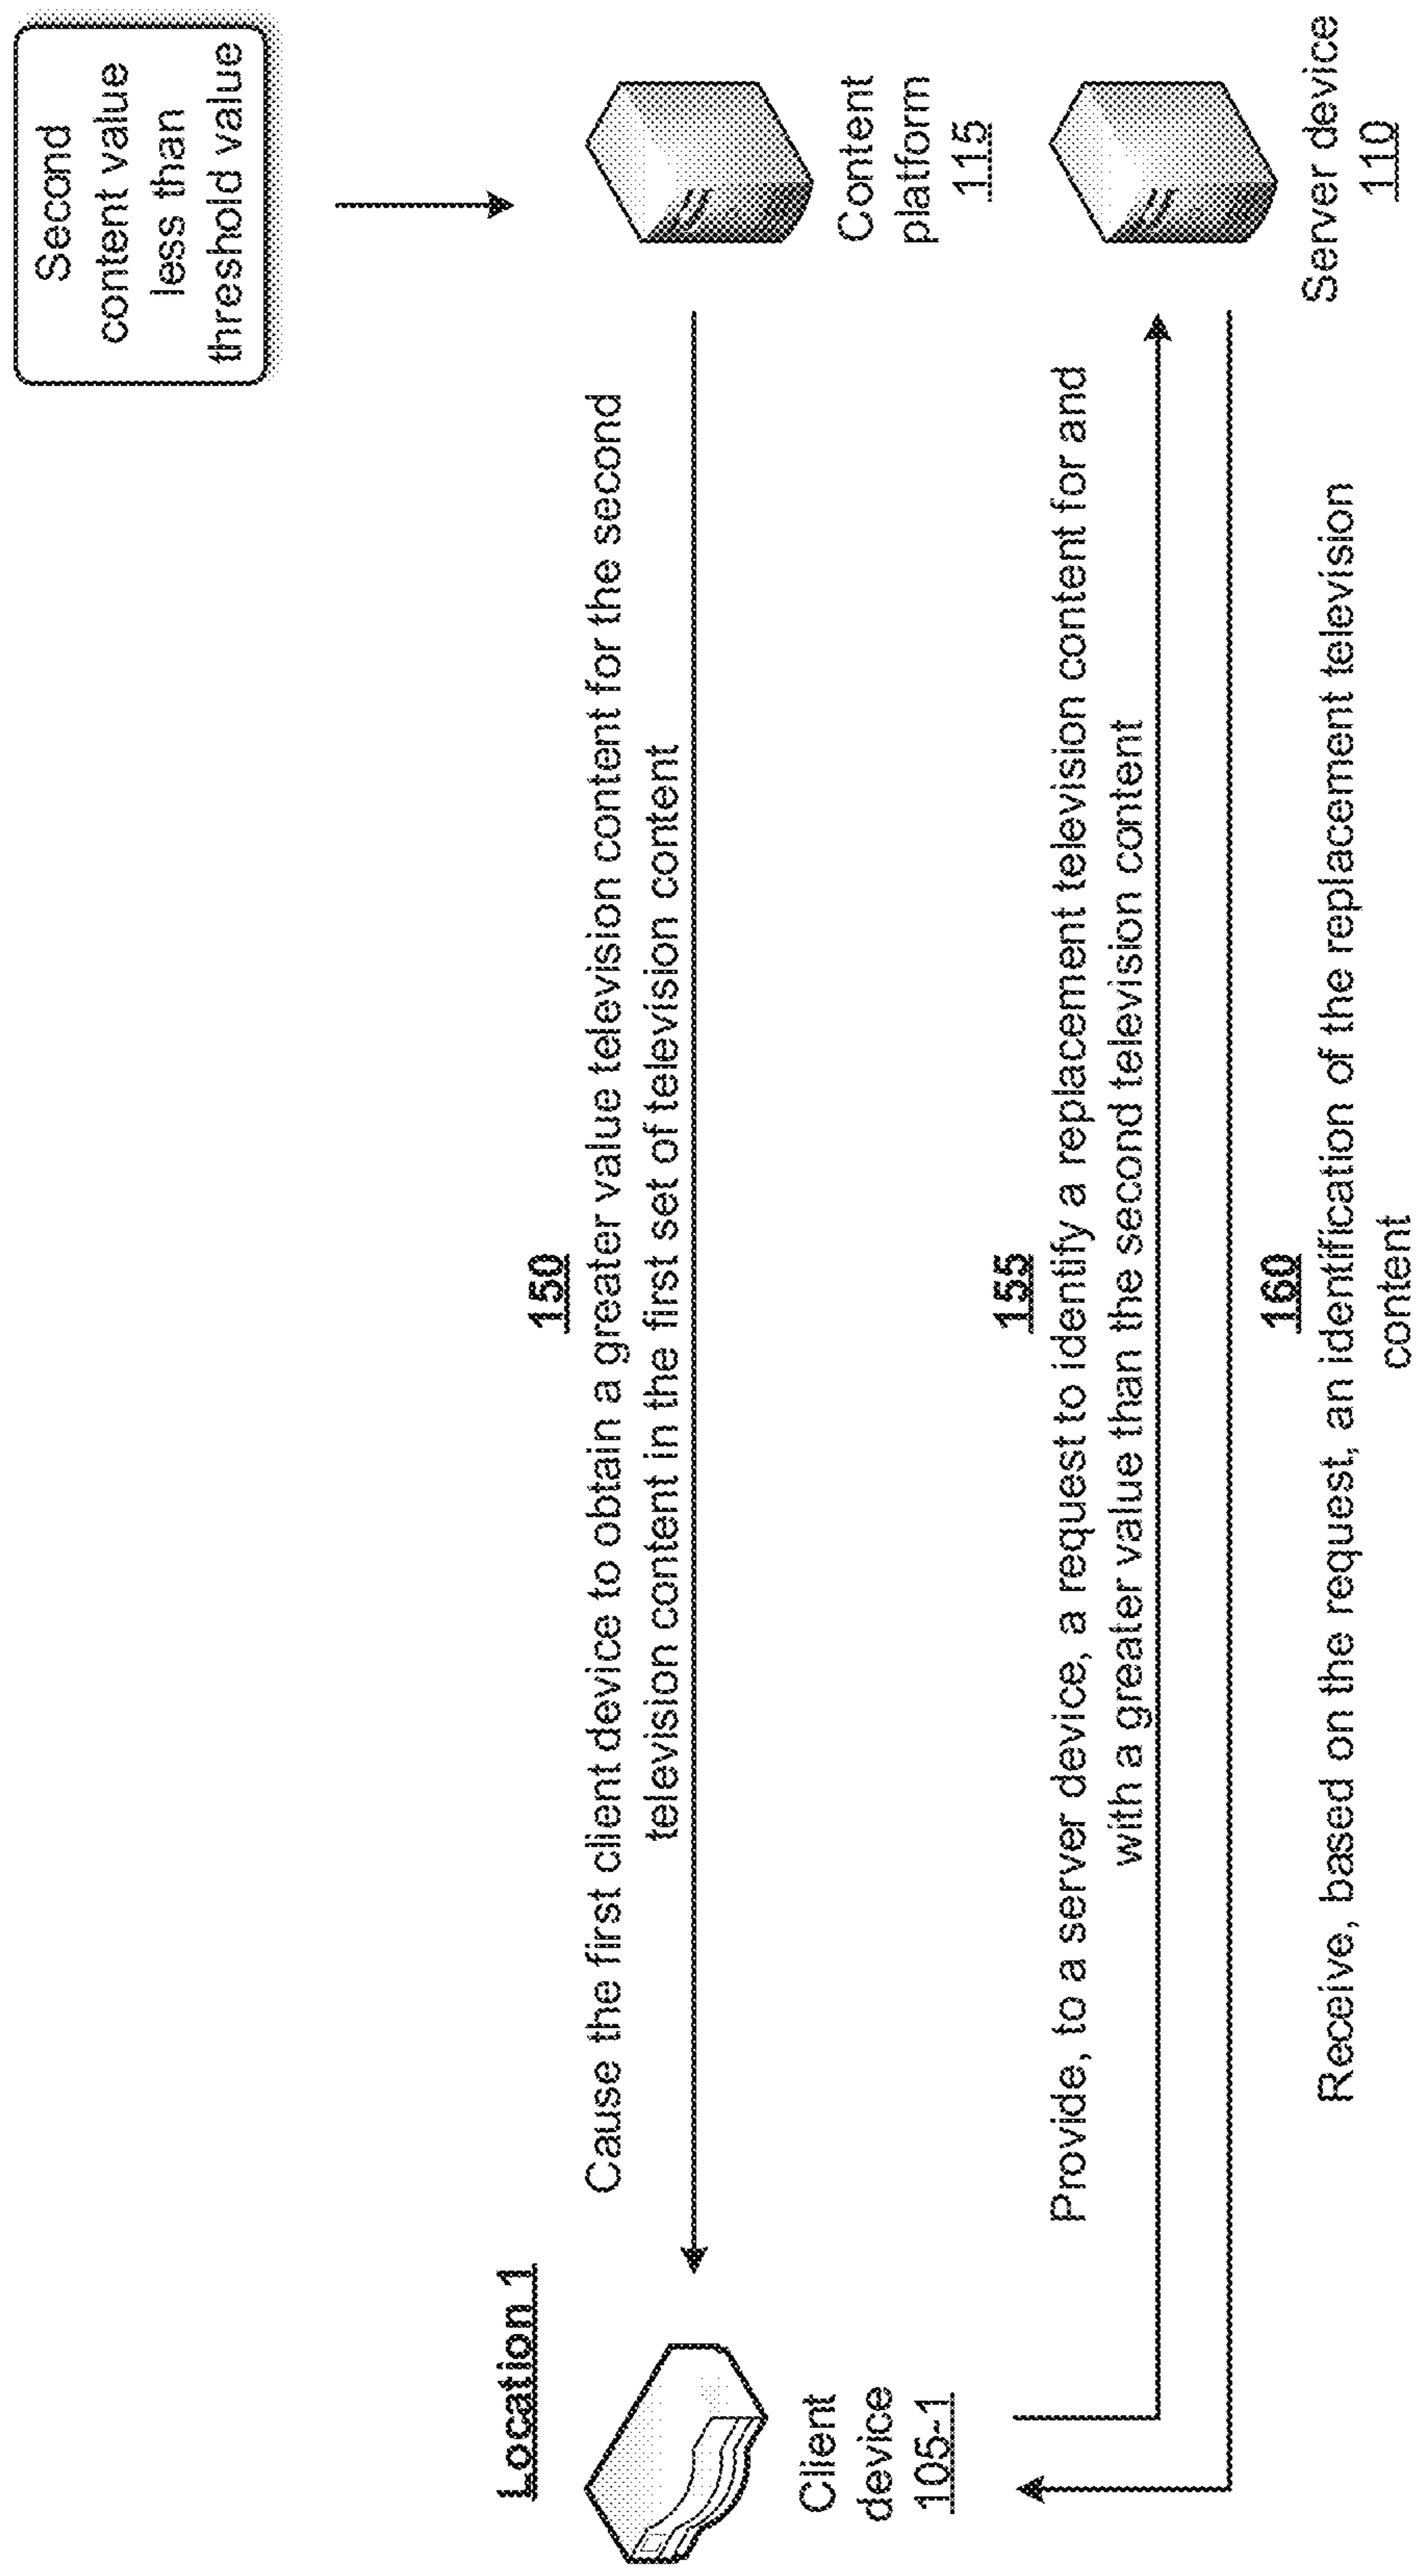 Second
content value
less than
threshold value
Location 1
150
Cause the first client device to obtain a greater value television content for the second
television content in the first set of television content
Client
device
105-1
Content
platform
115
155
Provide, to a server device, a request to identify a replacement television content for and
with a greater value than the second television content
160
Receive, based on the request, an identification of the replacement television
content
Server device
110